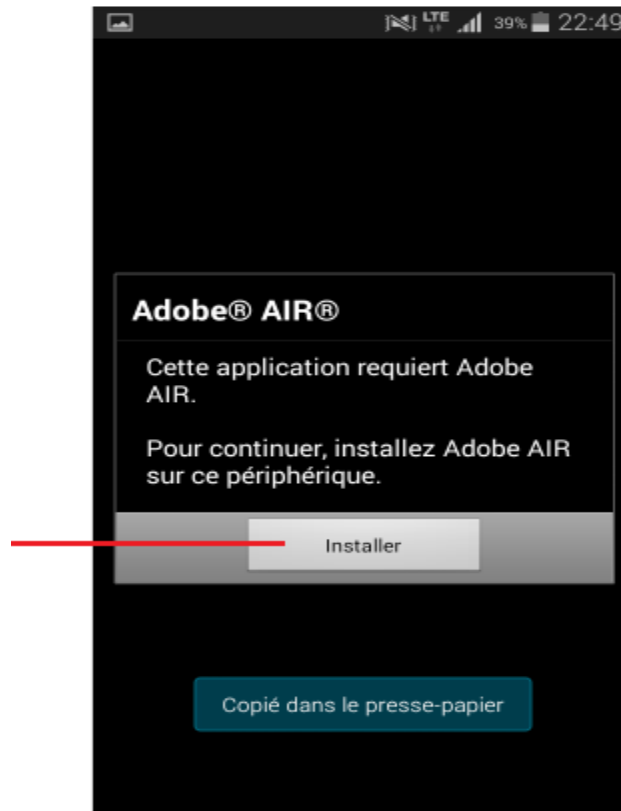 LTE 39% 22:49
Adobe® AIR®
Cette application requiert Adobe
AIR.
Pour continuer, installez Adobe AIR
sur ce périphérique.
Installer
Copié dans le presse-papier